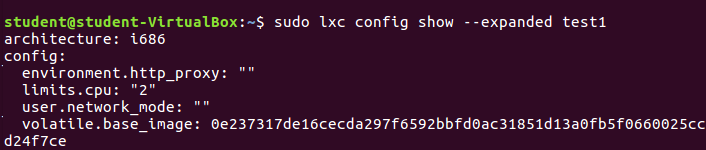 student@student-VirtualBox:~$ sudo lxc config show --expanded test1
architecture: i686
config:
  environment.http_proxy: ""
  limits.cpu: "2"
  user.network_mode: ""
  volatile.base_image: 0e237317de16cecda297f6592bbfd0ac31851d13a0fb5f0660025cc
d24f7ce